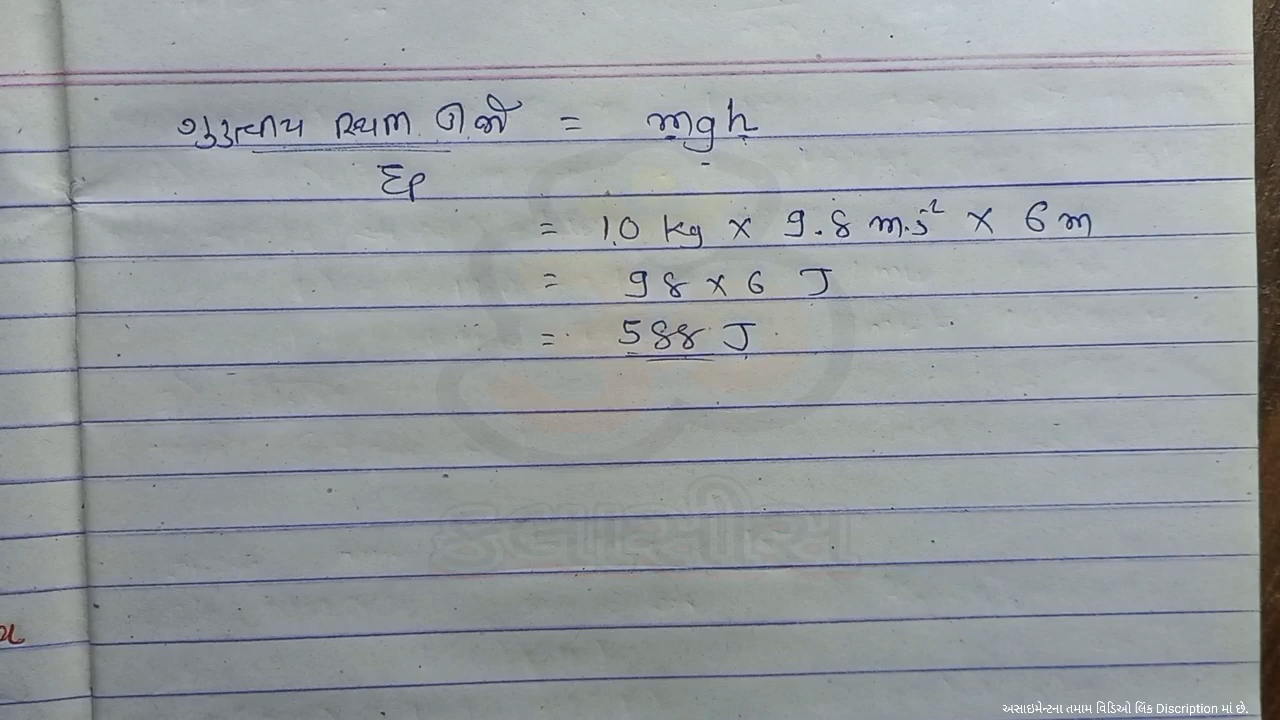 ગુરુત્વીય સ્થિતિ ઊર્જા = mgh
Ep
= 10 kg × 9.8 m.s⁻² × 6 m
= 98 × 6 J
= 588 J
ક્લાસીસ
અસાઇમેન્ટના તમામ વિડિઓ લિંક Discription માં છે.